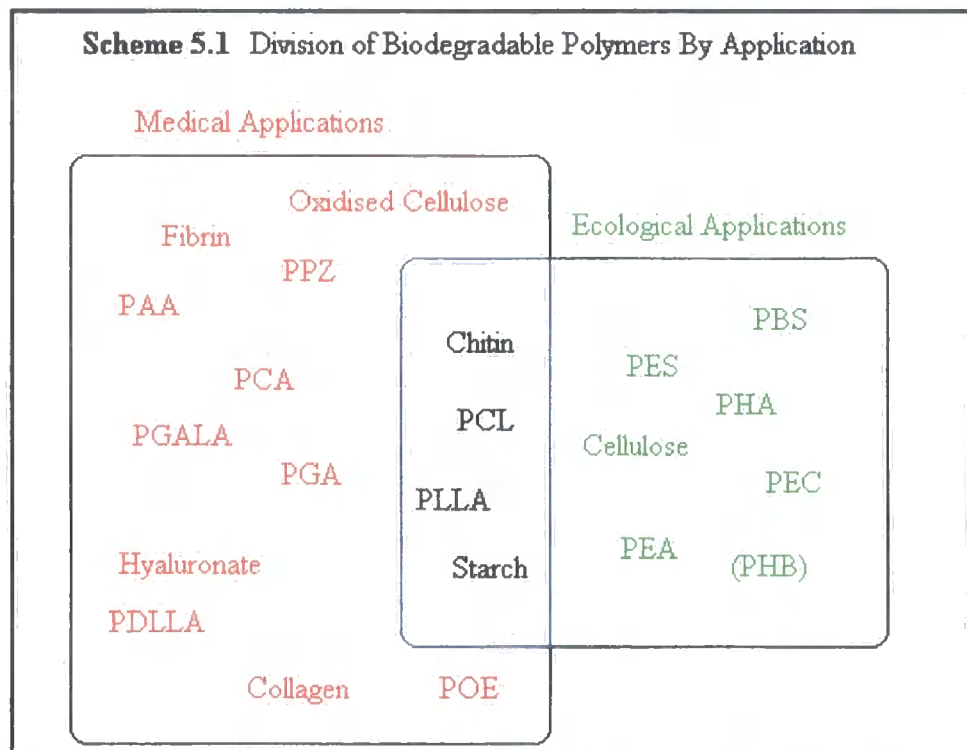 Scheme 5.1 Division of Biodegradable Polymers By Application
Medical Applications
Oxidised Cellulose
Fibrin
Ecological Applications
PPZ
PAA
PBS
Chitin
PES
PCA
PHA
PCL
PGALA
Cellulose
PGA
PEC
PLLA
PEA
Hyaluronate
Starch
(PHB)
PDLLA
Collagen
POE